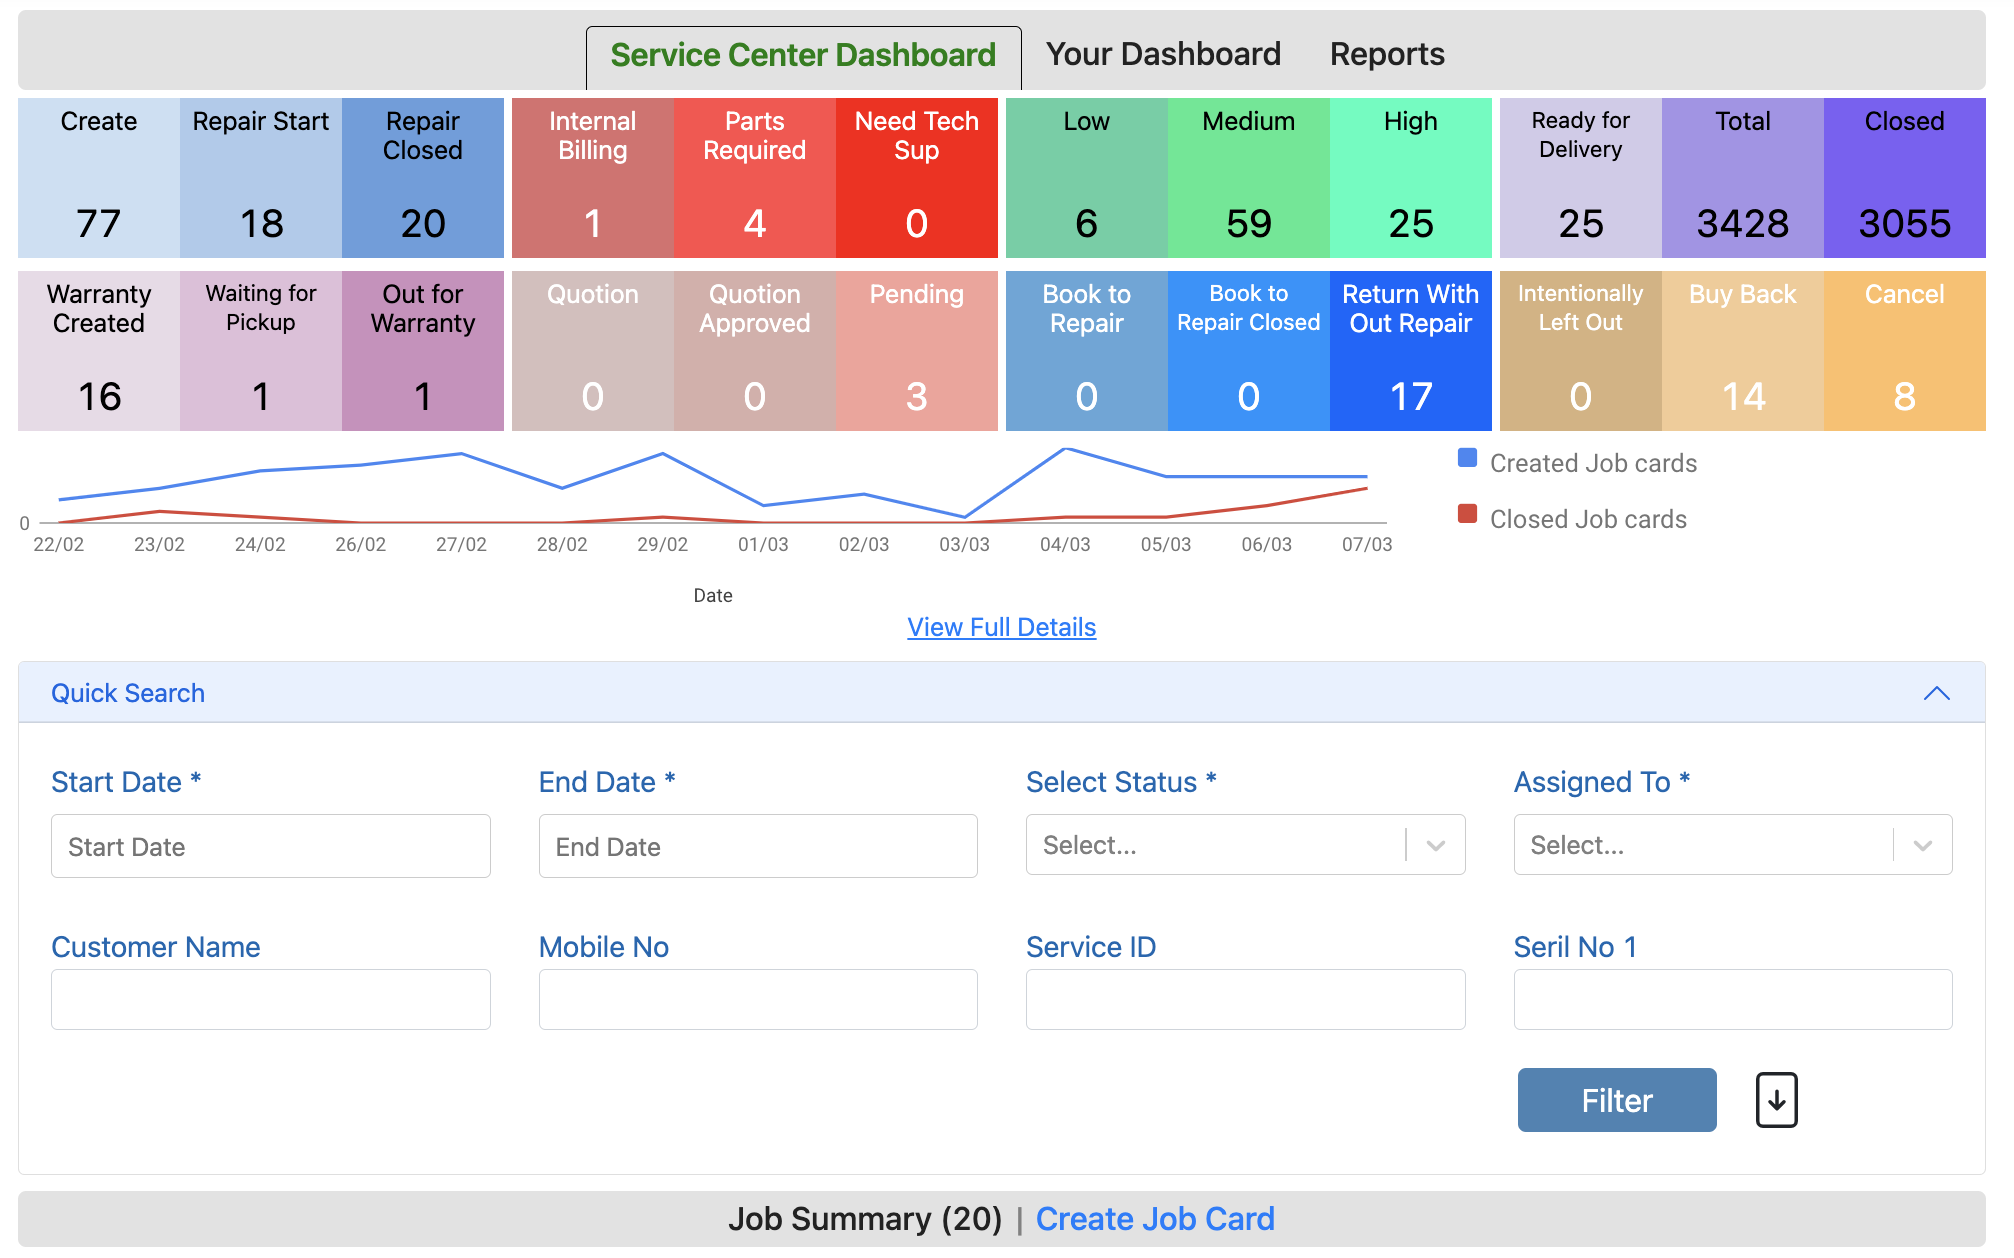 Service Center Dashboard
Your Dashboard
Reports
Create
77
Repair Start
18
Repair
Closed
20
Internal
Billing
1
Parts
Required
4
Need Tech
Sup
0
Low
6
Medium
59
High
25
Ready for
Delivery
25
Total
3428
Closed
3055
Warranty
Created
16
Waiting for
Pickup
1
Out for
Warranty
1
Quotion
0
Quotion
Approved
0
Pending
3
Book to
Repair
0
Book to
Repair Closed
0
Return With
Out Repair
17
Intentionally
Left Out
0
Buy Back
14
Cancel
8
Created Job cards
Closed Job cards
0
22/02 23/02 24/02 26/02 27/02 28/02 29/02 01/03 02/03 03/03 04/03 05/03 06/03 07/03
Date
View Full Details
Quick Search
Start Date *
Start Date
End Date *
End Date
Select Status *
Select...
Assigned To *
Select...
Customer Name
Mobile No
Service ID
Seril No 1
Filter
Job Summary (20) | Create Job Card